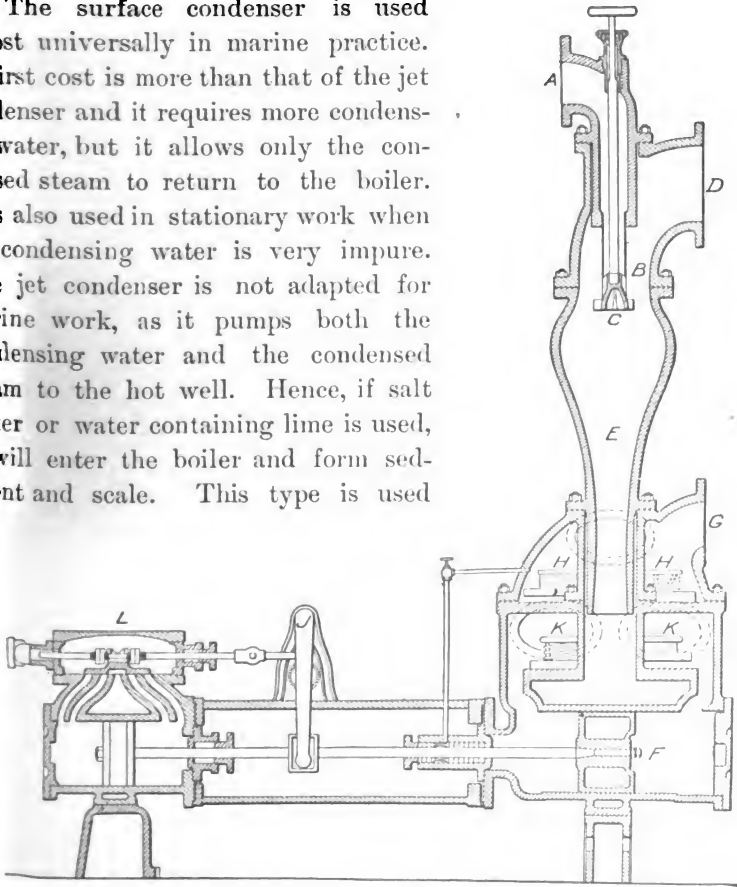 The surface condenser is used
ost universally in marine practice.
irst cost is more than that of the jet
lenser and it requires more condens-
water, but it allows only the con-
sed steam to return to the boiler.
s also used in stationary work when
condensing water is very impure.
e jet condenser is not adapted for
rine work, as it pumps both the
densing water and the condensed
am to the hot well. Hence, if salt
er or water containing lime is used,
will enter the boiler and form sed-
nt and scale. This type is used
A
D
B
C
E
G
H H
K K
L
F